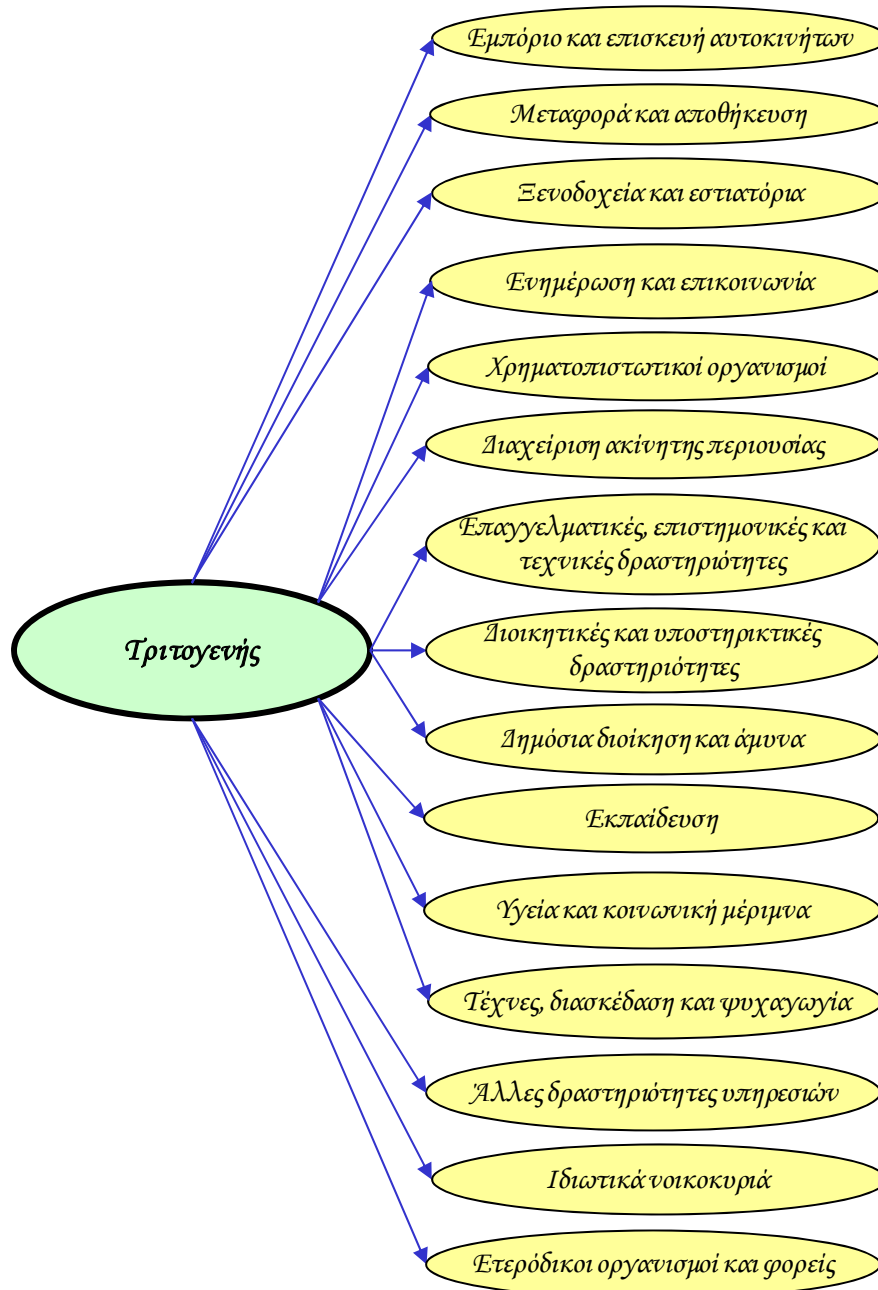 Εμπόριο και επισκευή αυτοκινήτων
Μεταφορά και αποθήκευση
Ξενοδοχεία και εστιατόρια
Ενημέρωση και επικοινωνία
Χρηματοπιστωτικοί οργανισμοί
Διαχείριση ακίνητης περιουσίας
Επαγγελματικές, επιστημονικές και
τεχνικές δραστηριότητες
Τριτογενής
Διοικητικές και υποστηρικτικές
δραστηριότητες
Δημόσια διοίκηση και άμυνα
Εκπαίδευση
Υγεία και κοινωνική μέριμνα
Τέχνες, διασκέδαση και ψυχαγωγία
Άλλες δραστηριότητες υπηρεσιών
Ιδιωτικά νοικοκυριά
Ετερόδικοι οργανισμοί και φορείς